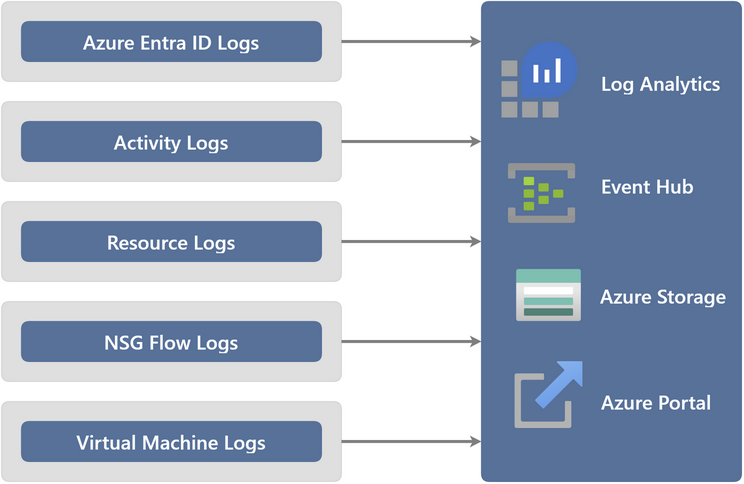 Azure Entra ID Logs
Activity Logs
Resource Logs
NSG Flow Logs
Virtual Machine Logs
Log Analytics
Event Hub
Azure Storage
Azure Portal